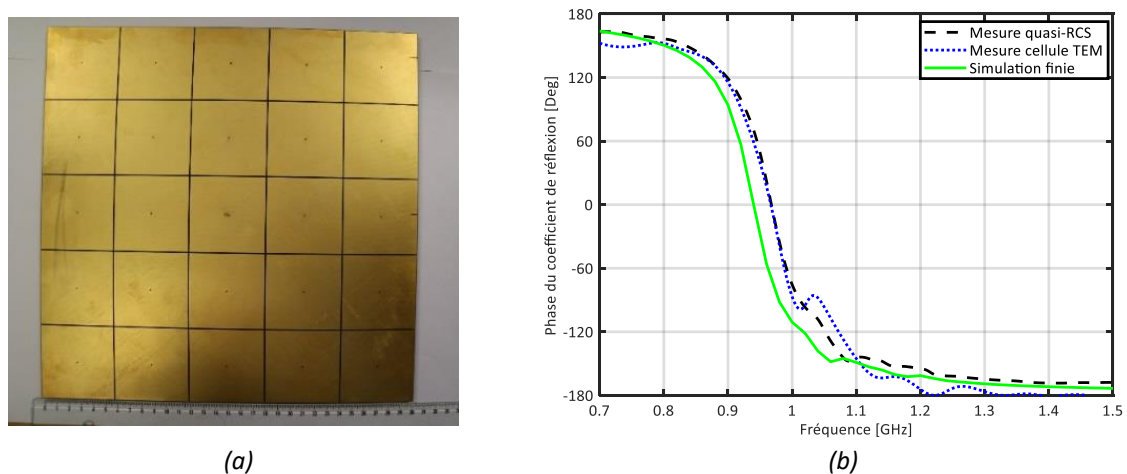 180
120
60
0
-60
-120
-180
Phase du coefficient de réflexion [Deg]
Mesure quasi-RCS
Mesure cellule TEM
Simulation finie
0.7 0.8 0.9 1 1.1 1.2 1.3 1.4 1.5
Fréquence [GHz]
(a)
(b)